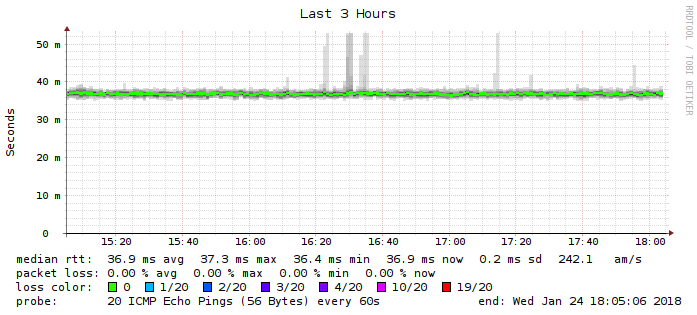 Last 3 Hours
RRDTOOL / TOBI OETIKER
Seconds
50 m
40 m
30 m
20 m
10 m
0
15:20 15:40 16:00 16:20 16:40 17:00 17:20 17:40 18:00
median rtt: 36.9 ms avg 37.3 ms max 36.4 ms min 36.9 ms now 0.2 ms sd 242.1 am/s
packet loss: 0.00 % avg 0.00 % max 0.00 % min 0.00 % now
loss color: 0 1/20 2/20 3/20 4/20 10/20 19/20
probe: 20 ICMP Echo Pings (56 Bytes) every 60s end: Wed Jan 24 18:05:06 2018